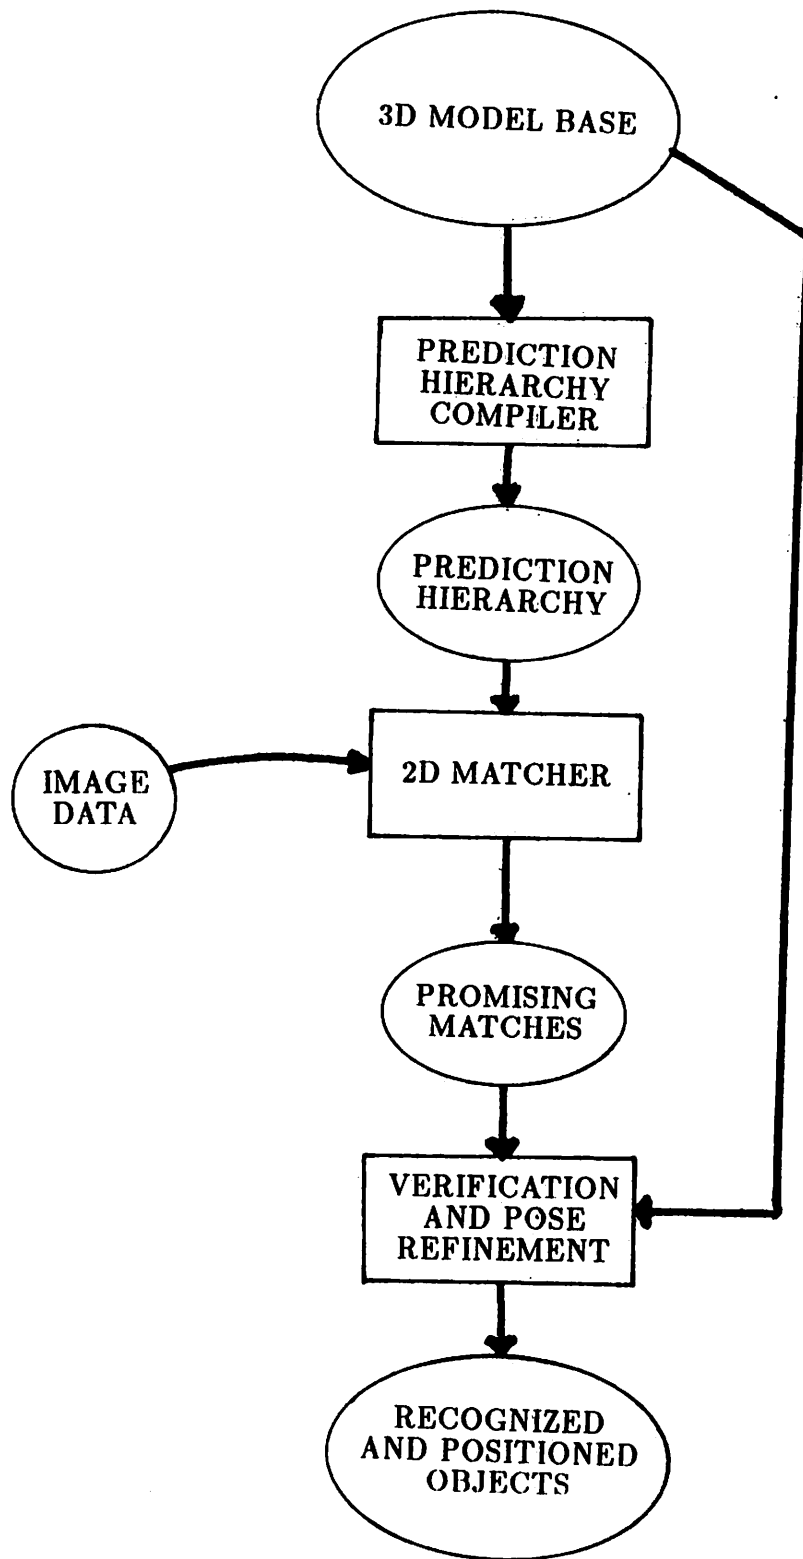 3D MODEL BASE
PREDICTION
HIERARCHY
COMPILER
PREDICTION
HIERARCHY
IMAGE
DATA
2D MATCHER
PROMISING
MATCHES
VERIFICATION
AND POSE
REFINEMENT
RECOGNIZED
AND POSITIONED
OBJECTS